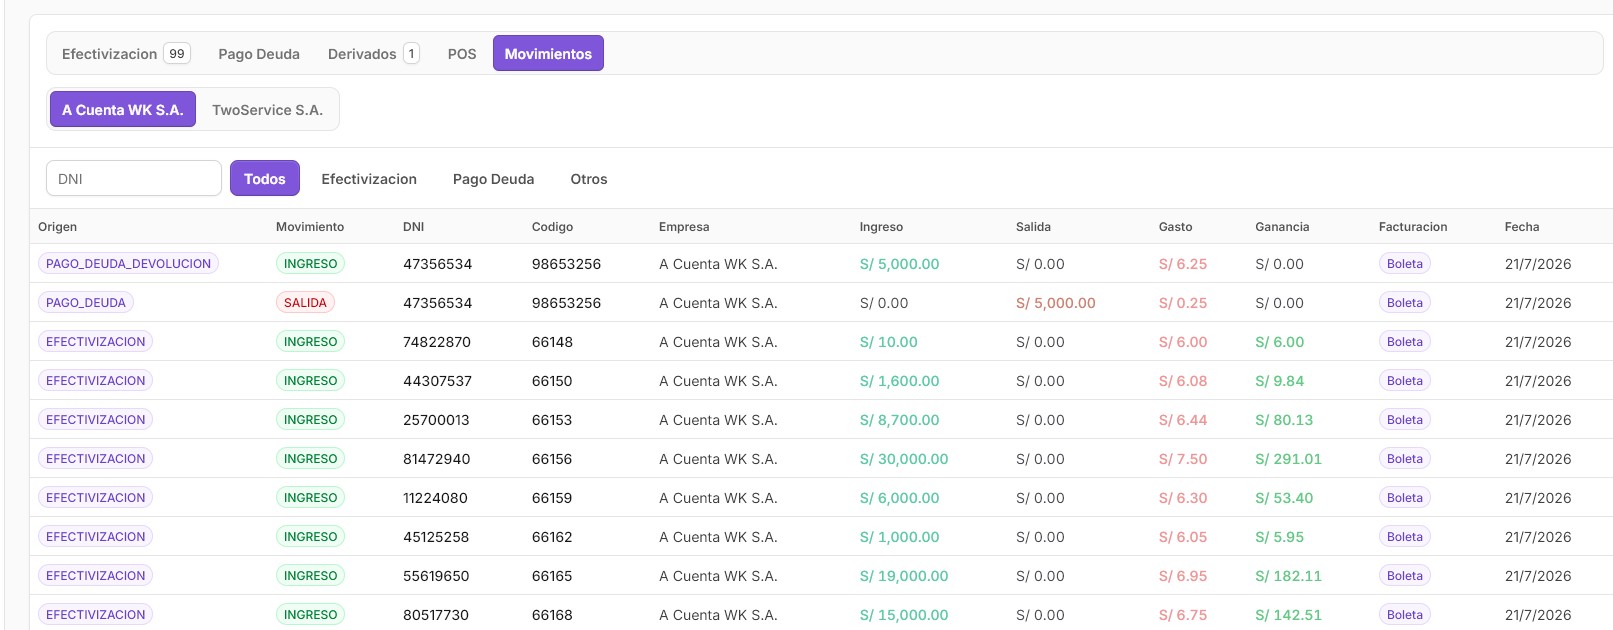 Efectivizacion 99 Pago Deuda Derivados 1 POS Movimientos
A Cuenta WK S.A. TwoService S.A.
DNI Todos Efectivizacion Pago Deuda Otros
Origen Movimiento DNI Codigo Empresa Ingreso Salida Gasto Ganancia Facturacion Fecha
PAGO_DEUDA_DEVOLUCION INGRESO 47356534 98653256 A Cuenta WK S.A. S/ 5,000.00 S/ 0.00 S/ 6.25 S/ 0.00 Boleta 21/7/2026
PAGO_DEUDA SALIDA 47356534 98653256 A Cuenta WK S.A. S/ 0.00 S/ 5,000.00 S/ 0.25 S/ 0.00 Boleta 21/7/2026
EFECTIVIZACION INGRESO 74822870 66148 A Cuenta WK S.A. S/ 10.00 S/ 0.00 S/ 6.00 S/ 6.00 Boleta 21/7/2026
EFECTIVIZACION INGRESO 44307537 66150 A Cuenta WK S.A. S/ 1,600.00 S/ 0.00 S/ 6.08 S/ 9.84 Boleta 21/7/2026
EFECTIVIZACION INGRESO 25700013 66153 A Cuenta WK S.A. S/ 8,700.00 S/ 0.00 S/ 6.44 S/ 80.13 Boleta 21/7/2026
EFECTIVIZACION INGRESO 81472940 66156 A Cuenta WK S.A. S/ 30,000.00 S/ 0.00 S/ 7.50 S/ 291.01 Boleta 21/7/2026
EFECTIVIZACION INGRESO 11224080 66159 A Cuenta WK S.A. S/ 6,000.00 S/ 0.00 S/ 6.30 S/ 53.40 Boleta 21/7/2026
EFECTIVIZACION INGRESO 45125258 66162 A Cuenta WK S.A. S/ 1,000.00 S/ 0.00 S/ 6.05 S/ 5.95 Boleta 21/7/2026
EFECTIVIZACION INGRESO 55619650 66165 A Cuenta WK S.A. S/ 19,000.00 S/ 0.00 S/ 6.95 S/ 182.11 Boleta 21/7/2026
EFECTIVIZACION INGRESO 80517730 66168 A Cuenta WK S.A. S/ 15,000.00 S/ 0.00 S/ 6.75 S/ 142.51 Boleta 21/7/2026